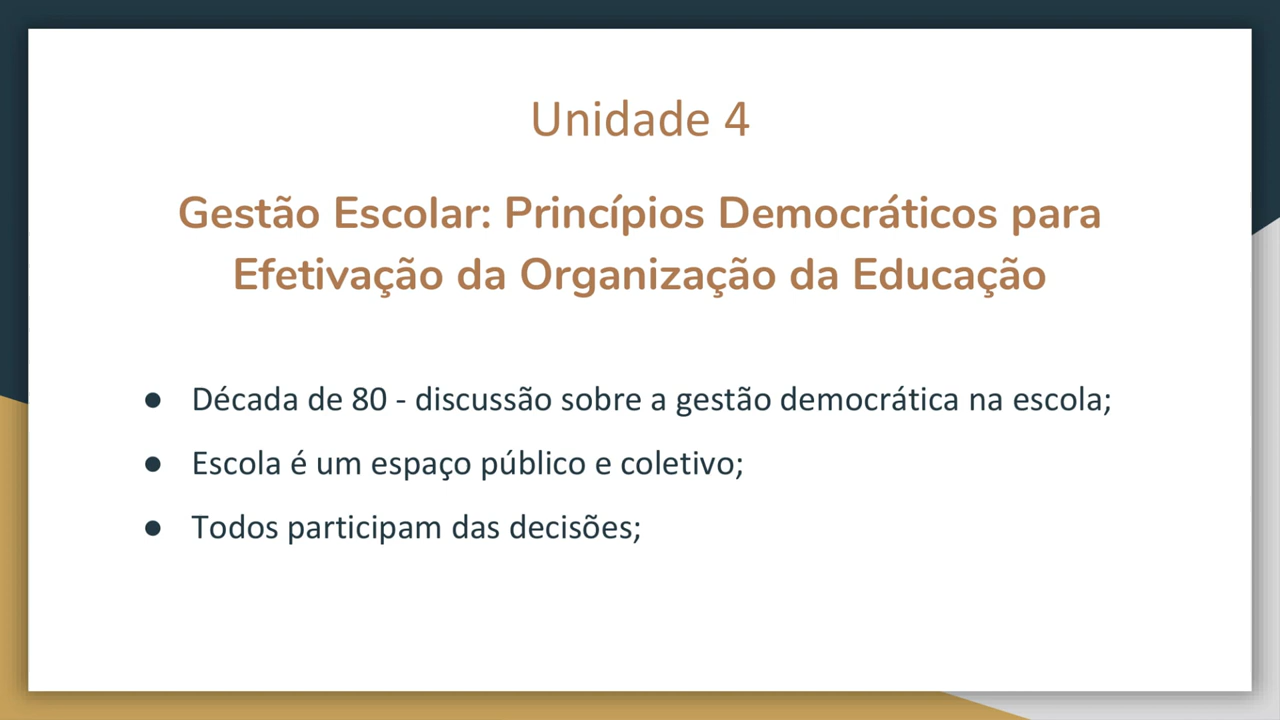 Unidade 4
Gestão Escolar: Princípios Democráticos para
Efetivação da Organização da Educação
● Década de 80 - discussão sobre a gestão democrática na escola;
● Escola é um espaço público e coletivo;
● Todos participam das decisões;